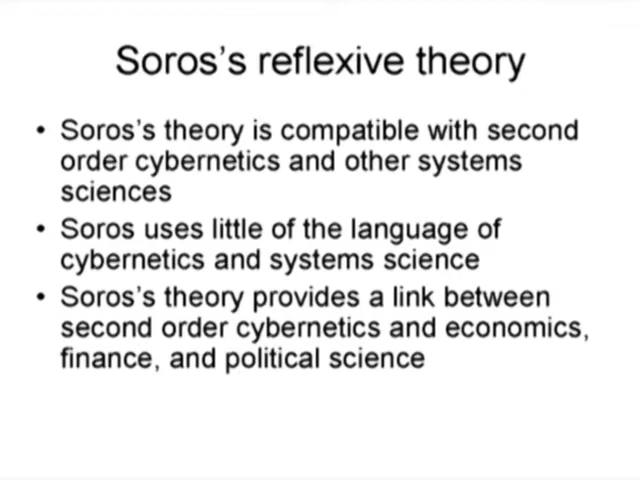 Soros's reflexive theory
• Soros's theory is compatible with second
order cybernetics and other systems
sciences
• Soros uses little of the language of
cybernetics and systems science
• Soros's theory provides a link between
second order cybernetics and economics,
finance, and political science